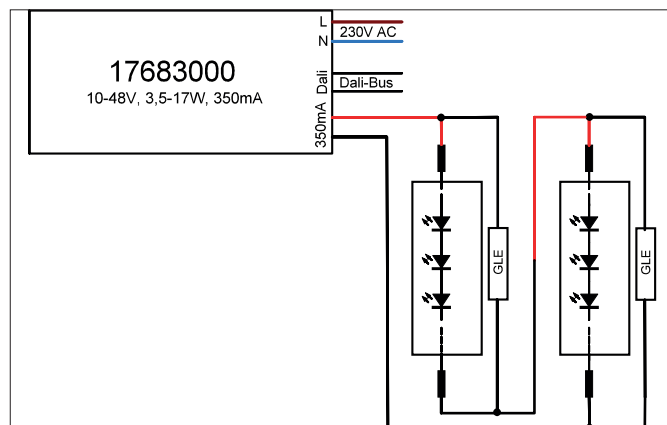 L
230V AC
N
17683000
10-48V, 3,5-17W, 350mA
Dali
Dali-Bus
350mA
GLE
GLE